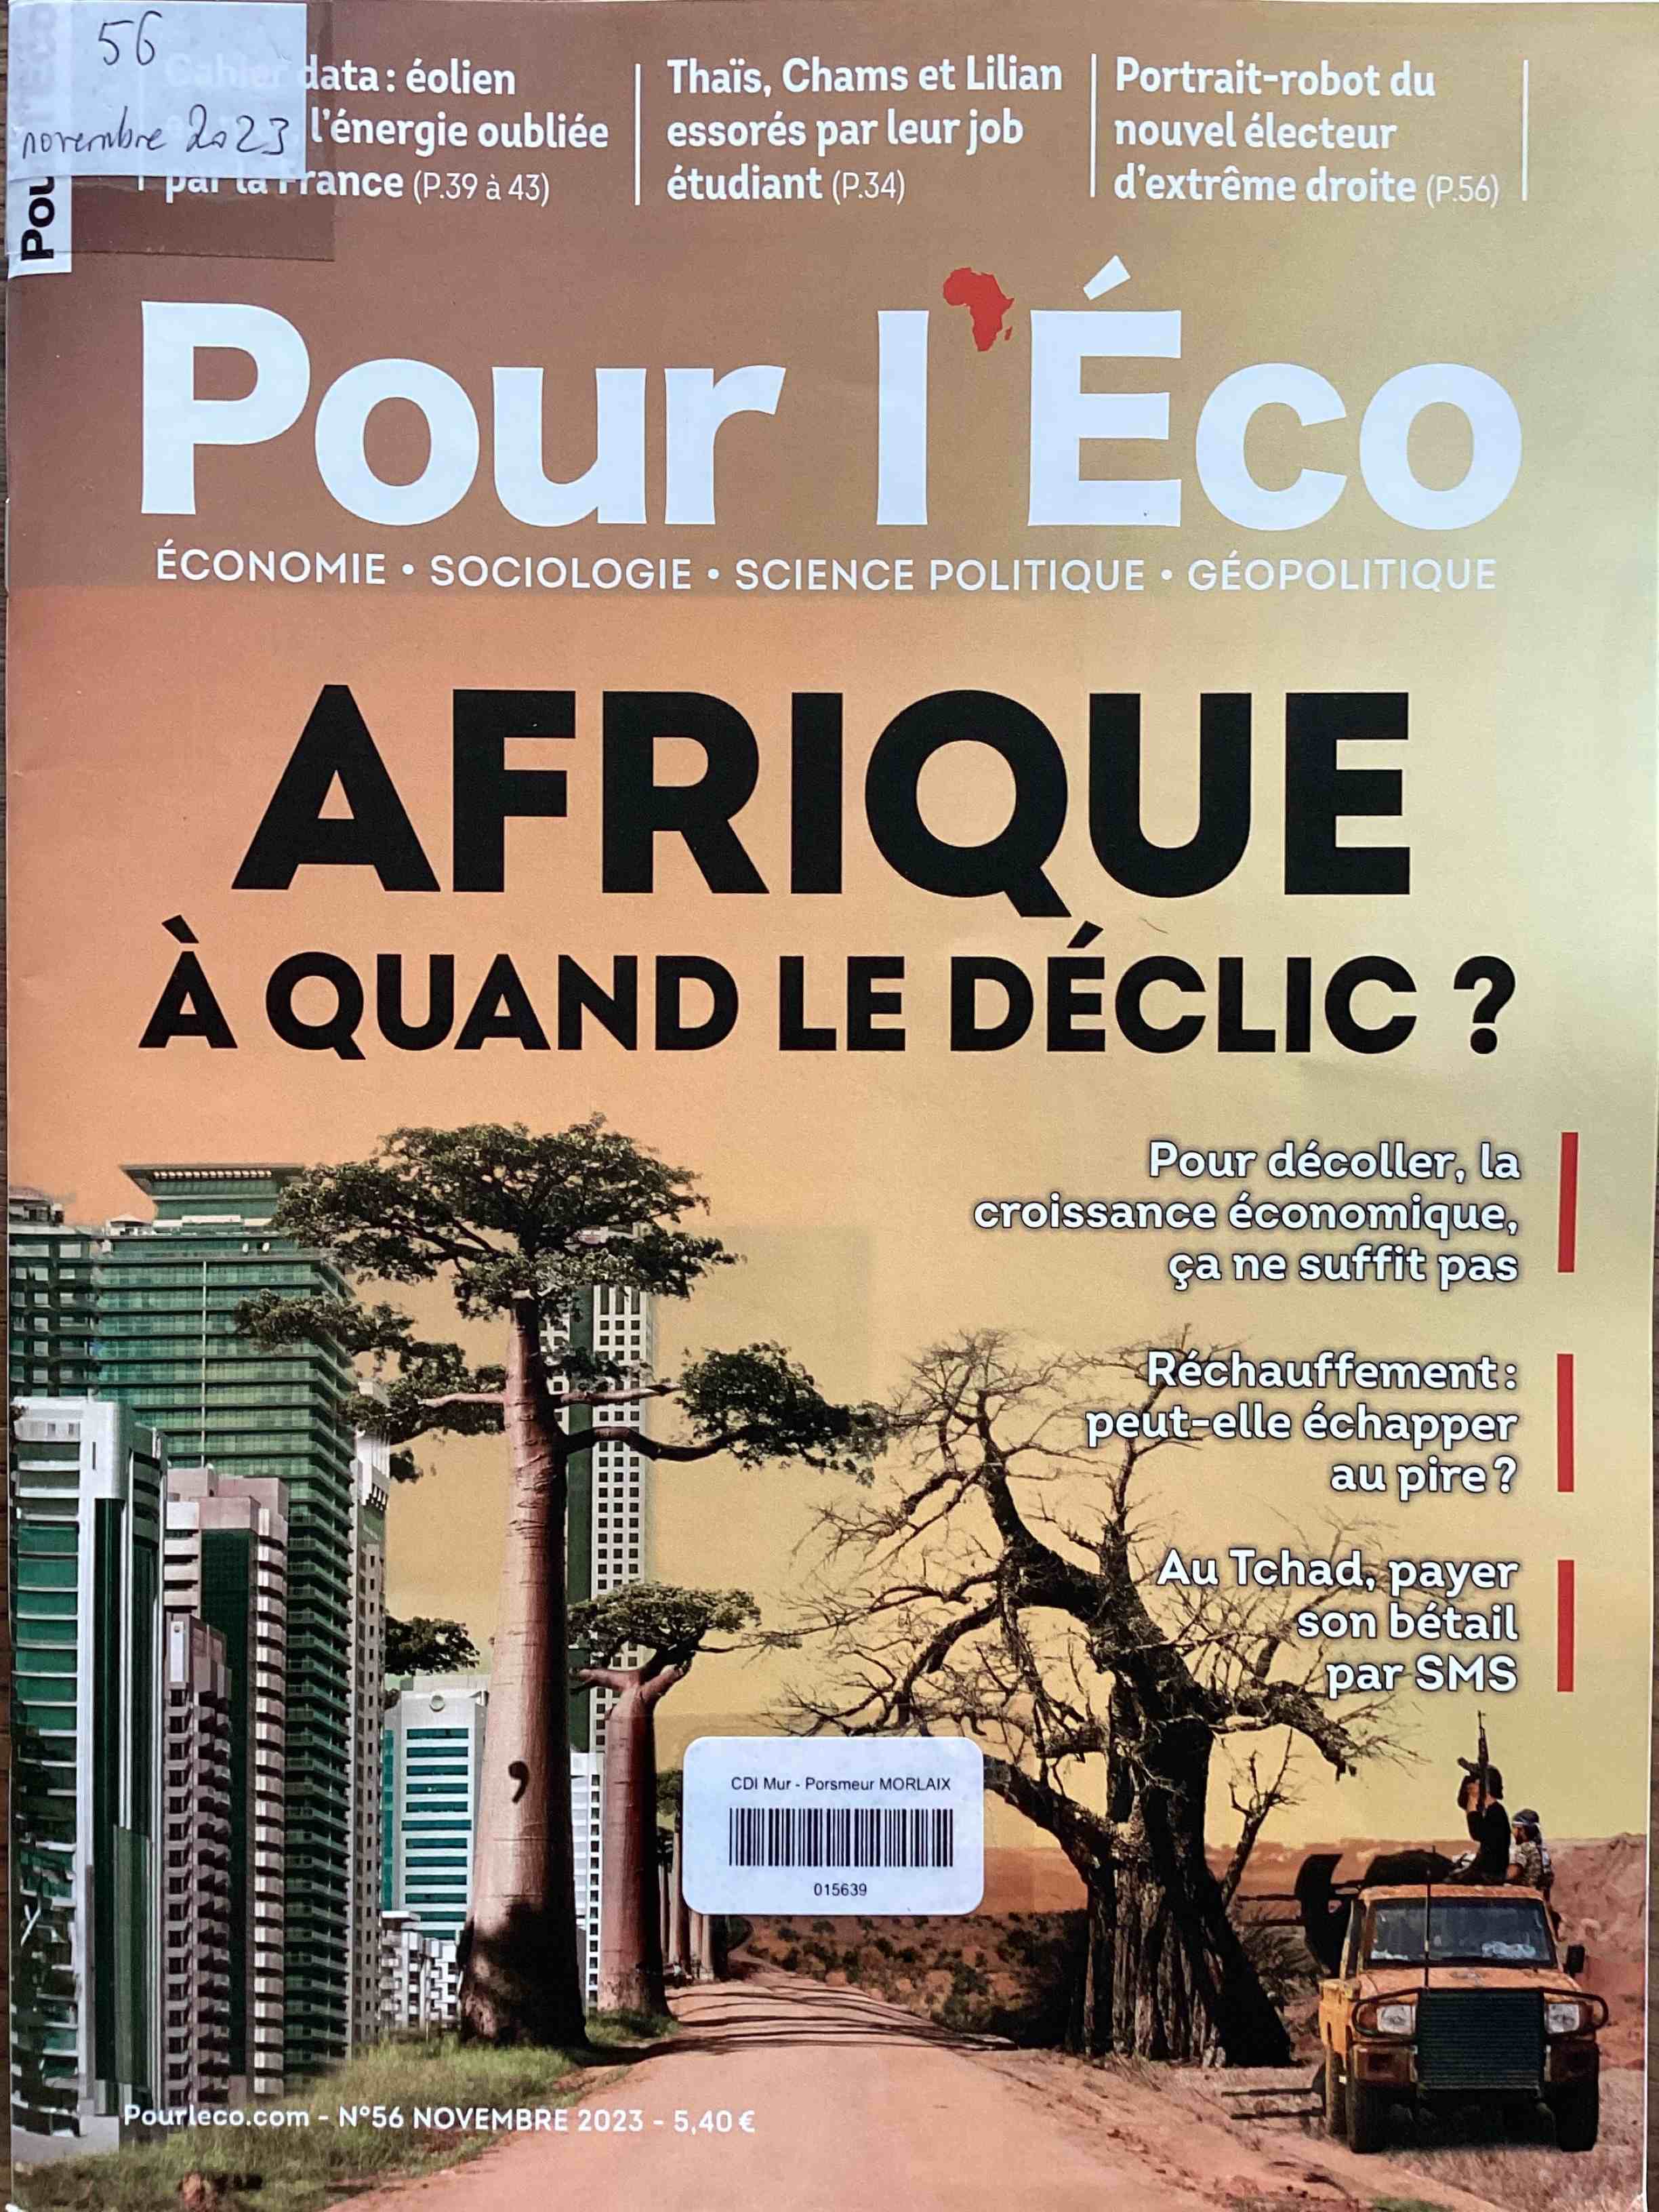 56
novembre 2023
Cahier data : éolien
l'énergie oubliée
par la France (P.39 à 43)
Thaïs, Chams et Lilian
essorés par leur job
étudiant (P.34)
Portrait-robot du
nouvel électeur
d'extrême droite (P.56)
Pour l'Éco
ÉCONOMIE • SOCIOLOGIE • SCIENCE POLITIQUE • GÉOPOLITIQUE
AFRIQUE
À QUAND LE DÉCLIC ?
Pour décoller, la
croissance économique,
ça ne suffit pas
Réchauffement :
peut-elle échapper
au pire ?
Au Tchad, payer
son bétail
par SMS
CDI Mur - Porsmeur MORLAIX
015639
Pourleco.com - N°56 NOVEMBRE 2023 - 5,40 €